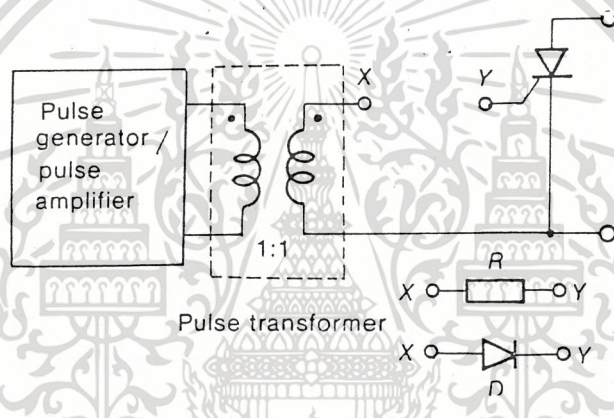 Pulse
generator/
pulse
amplifier
X
Y
1:1
Pulse transformer
R
X
Y
X
Y
D